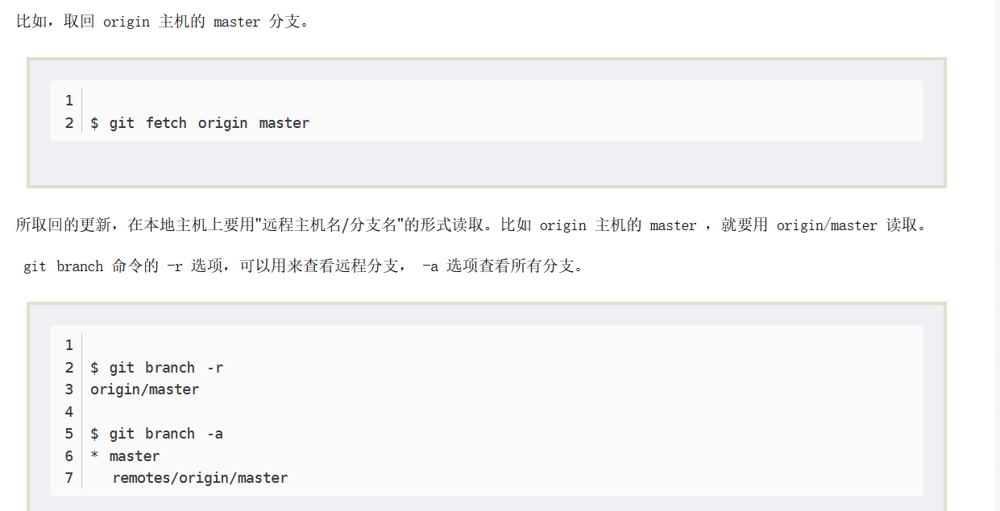 比如，取回 origin 主机的 master 分支。
1
2 $ git fetch origin master
所取回的更新，在本地主机上要用"远程主机名/分支名"的形式读取。比如 origin 主机的 master ，就要用 origin/master 读取。
git branch 命令的 -r 选项，可以用来查看远程分支， -a 选项查看所有分支。
1
2 $ git branch -r
3 origin/master
4
5 $ git branch -a
6 * master
7 remotes/origin/master